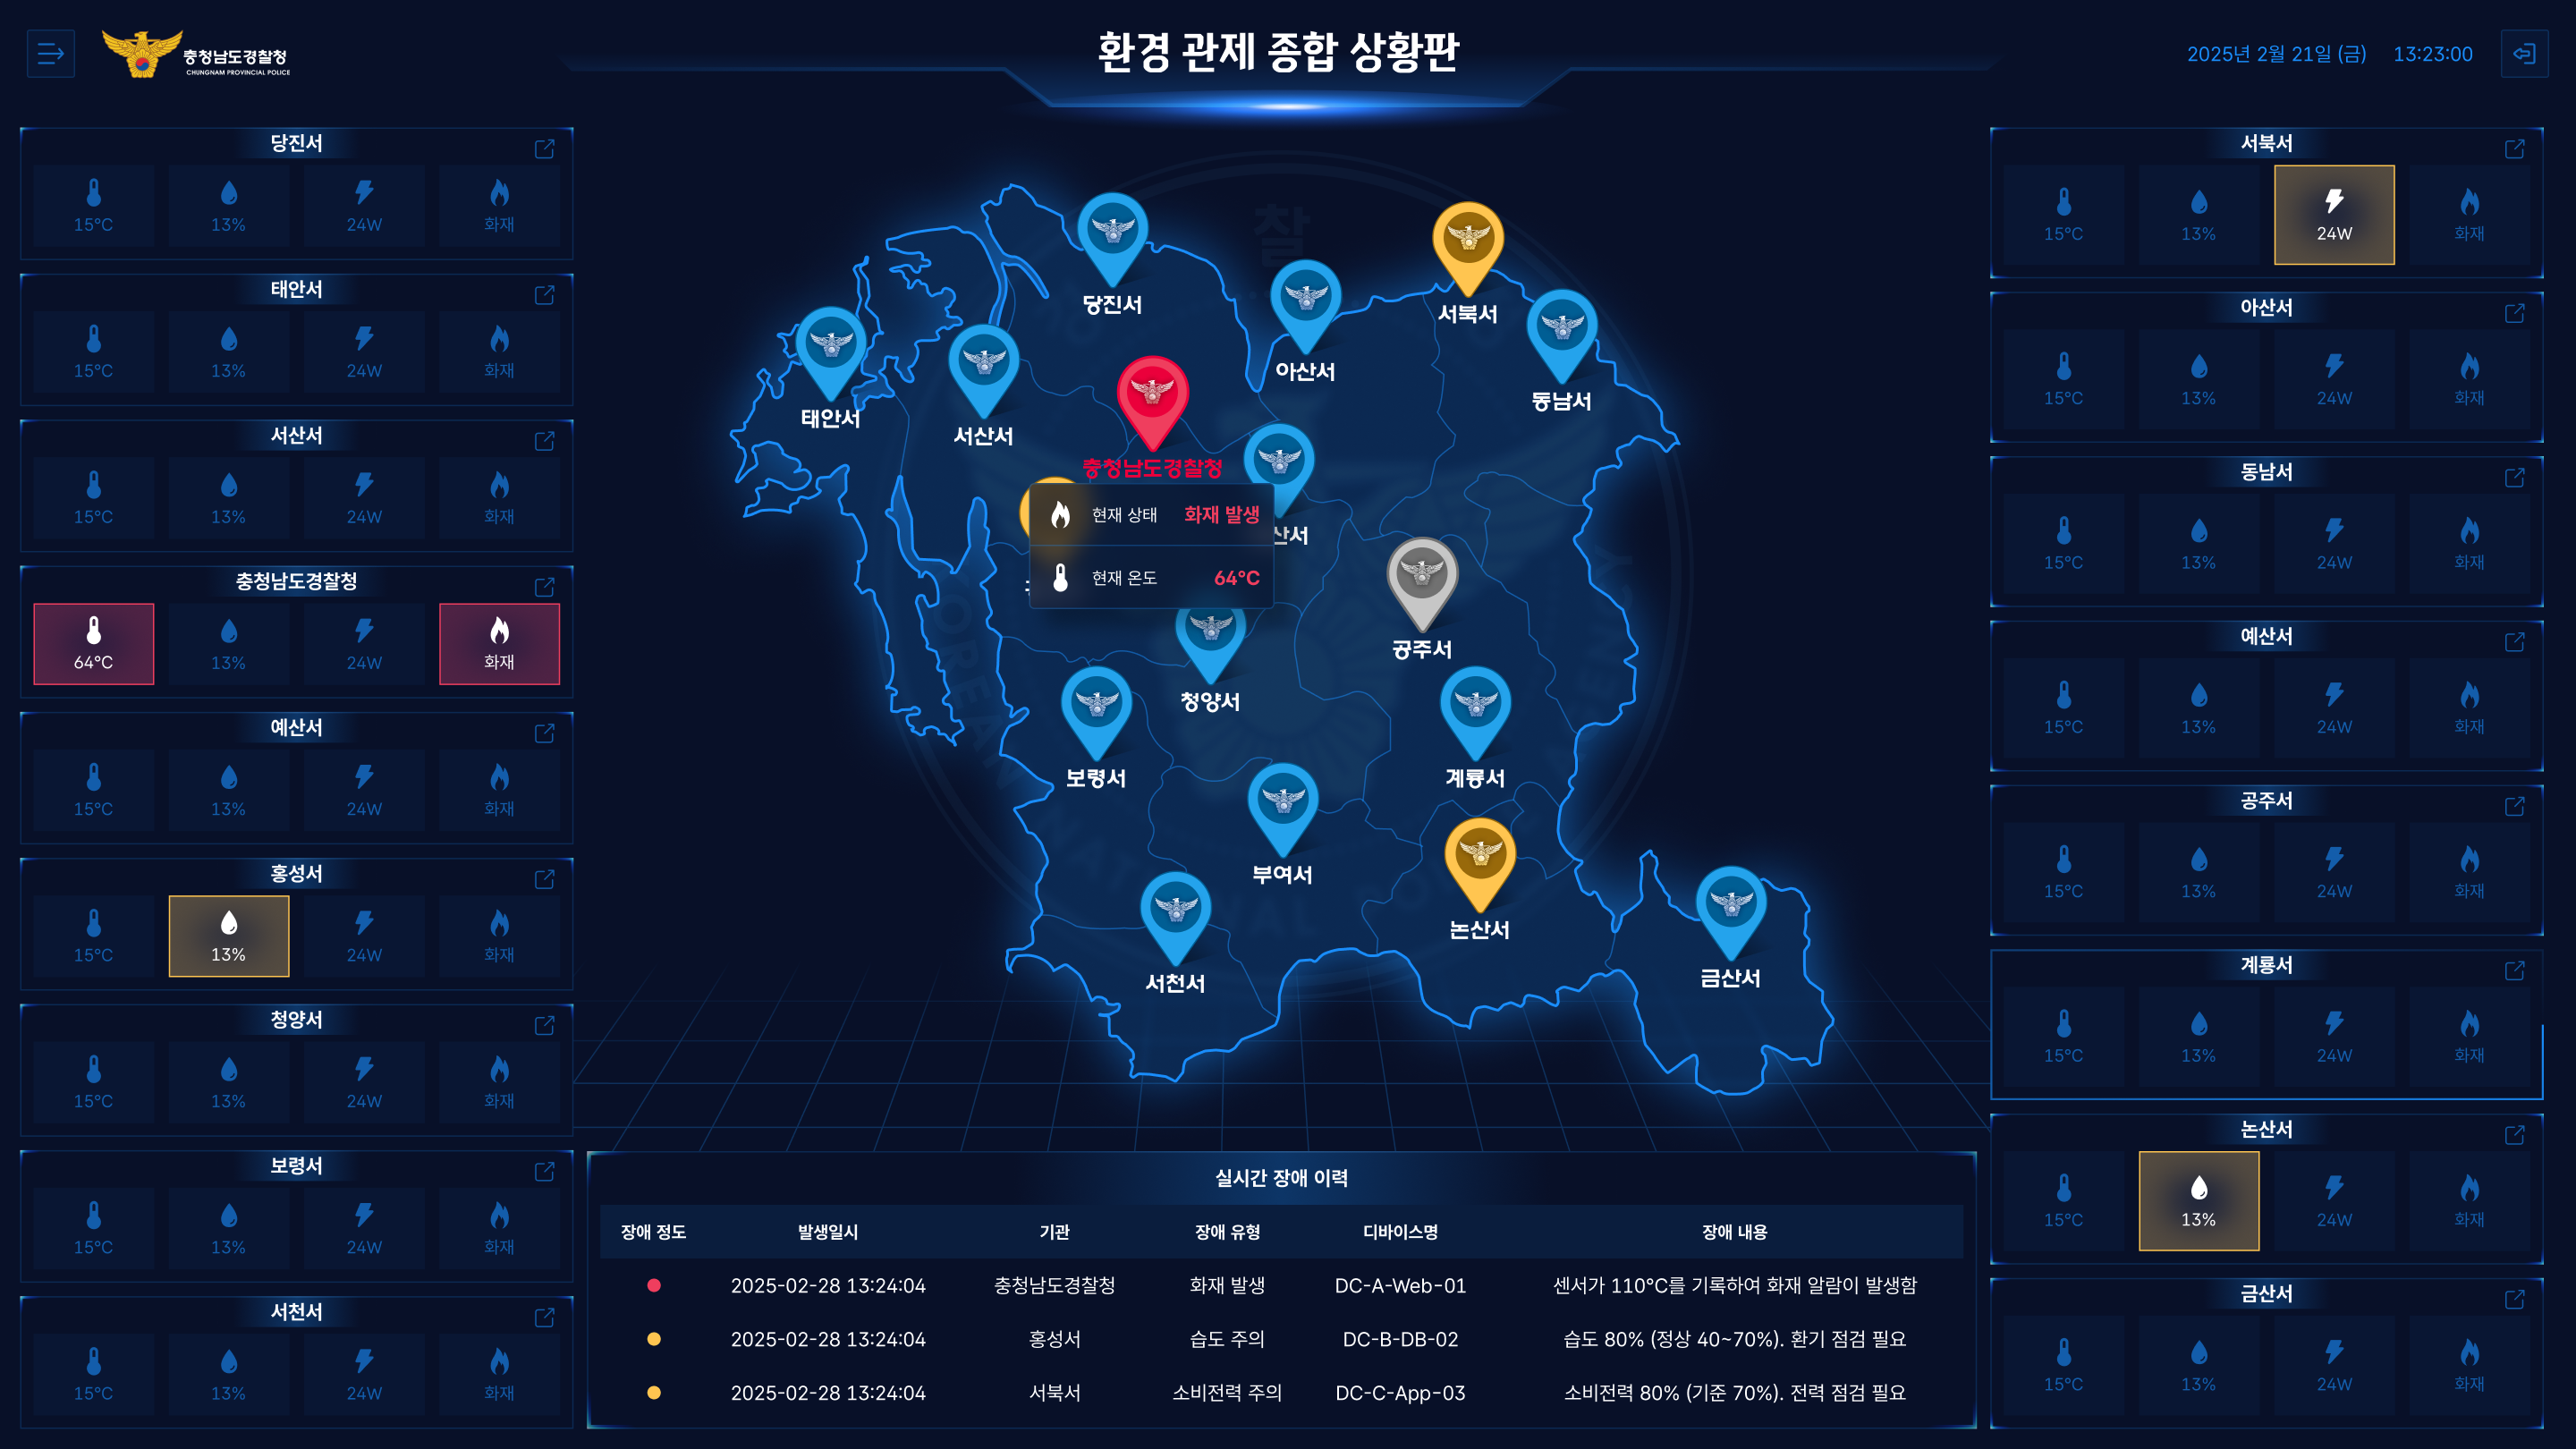 충청남도경찰청
CHUNGNAM PROVINCIAL POLICE
환경 관제 종합 상황판
2025년 2월 21일 (금) 13:23:00
당진서
15°C 13% 24W 화재
태안서
15°C 13% 24W 화재
서산서
15°C 13% 24W 화재
충청남도경찰청
64°C 13% 24W 화재
예산서
15°C 13% 24W 화재
홍성서
15°C 13% 24W 화재
청양서
15°C 13% 24W 화재
보령서
15°C 13% 24W 화재
서천서
15°C 13% 24W 화재
찰
당진서
서북서
아산서
동남서
태안서
서산서
충청남도경찰청
현재 상태 화재 발생
산서
현재 온도 64°C
공주서
청양서
보령서
계룡서
부여서
논산서
서천서
금산서
KOREAN NATIONAL
실시간 장애 이력
장애 정도 발생일시 기관 장애 유형 디바이스명 장애 내용
2025-02-28 13:24:04 충청남도경찰청 화재 발생 DC-A-Web-01 센서가 110°C를 기록하여 화재 알람이 발생함
2025-02-28 13:24:04 홍성서 습도 주의 DC-B-DB-02 습도 80% (정상 40~70%). 환기 점검 필요
2025-02-28 13:24:04 서북서 소비전력 주의 DC-C-App-03 소비전력 80% (기준 70%). 전력 점검 필요
서북서
15°C 13% 24W 화재
아산서
15°C 13% 24W 화재
동남서
15°C 13% 24W 화재
예산서
15°C 13% 24W 화재
공주서
15°C 13% 24W 화재
계룡서
15°C 13% 24W 화재
논산서
15°C 13% 24W 화재
금산서
15°C 13% 24W 화재